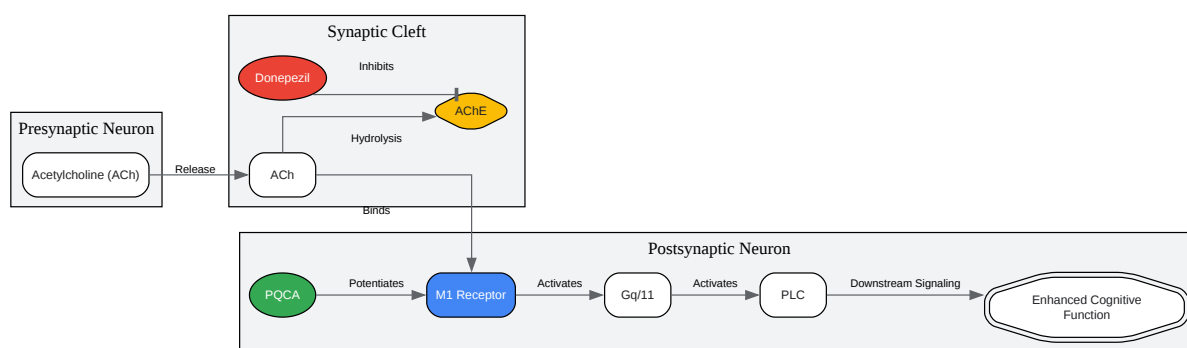 Synaptic Cleft
Donepezil
Inhibits
AChE
Hydrolysis
Presynaptic Neuron
Acetylcholine (ACh)
Release
ACh
Binds
Postsynaptic Neuron
PQCA
Potentiates
M1 Receptor
Activates
Gq/11
Activates
PLC
Downstream Signaling
Enhanced Cognitive
Function